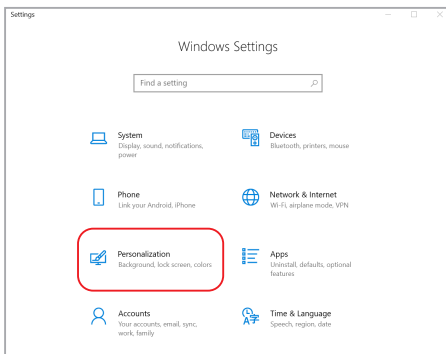 Settings
Windows Settings
Find a setting
System
Display, sound, notifications,
power
Devices
Bluetooth, printers, mouse
Phone
Link your Android, iPhone
Network & Internet
Wi-Fi, airplane mode, VPN
Personalization
Background, lock screen, colors
Apps
Uninstall, defaults, optional
features
Accounts
Your accounts, email, sync,
work, family
Time & Language
Speech, region, date